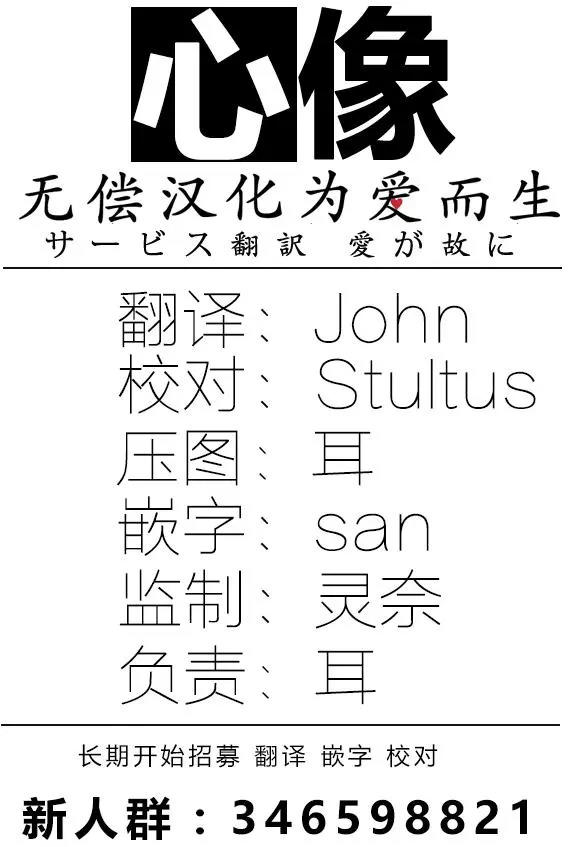 心像
无偿汉化为爱而生
サービス翻訳 愛が故に
翻译：John
校对：Stultus
压图：耳
嵌字：san
监制：灵奈
负责：耳
长期开始招募 翻译 嵌字 校对
新人群：346598821